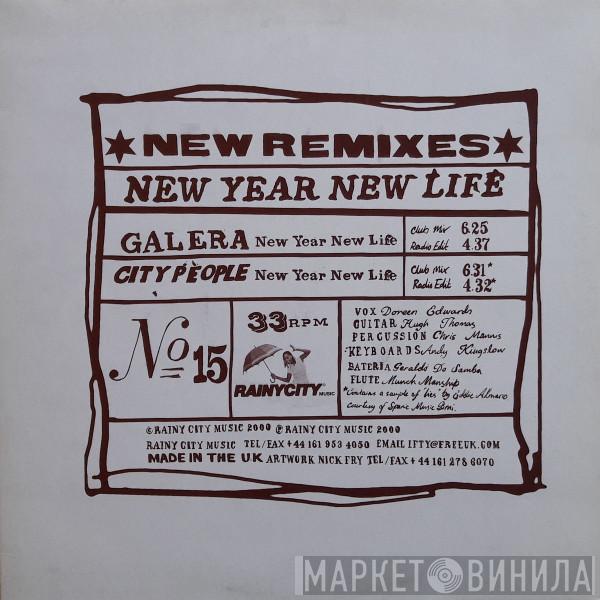 NEW REMIXES
NEW YEAR NEW LIFE
GALERA New Year New Life
Club Mix 6.25
Radio Edit 4.37
CITY PEOPLE New Year New Life
Club Mix 6.31*
Radio Edit 4.32*
No 15
33 RPM
RAINYCITY MUSIC
VOX Doreen Edwards
GUITAR Hugh Thomas
PERCUSSION Chris Manns
KEYBOARDS Andy Kingslow
BATERIA Geraldo Do Samba
FLUTE Munch Manship
*Contains a sample of by Eddie
courtesy of Music
© RAINY CITY MUSIC 2000 ℗ RAINY CITY MUSIC 2000
RAINY CITY MUSIC TEL/FAX +44 161 953 4050 EMAIL IFTY@FREEUK.COM
MADE IN THE UK ARTWORK NICK FRY TEL/FAX +44 161 278 6070
МАРКЕТ ВИНИЛА